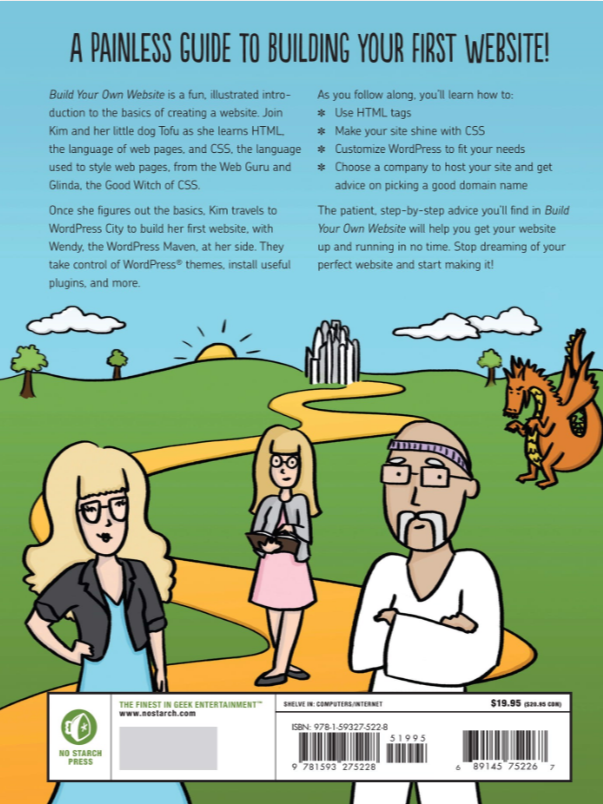 A PAINLESS GUIDE TO BUILDING YOUR FIRST WEBSITE!
Build Your Own Website is a fun, illustrated intro-
duction to the basics of creating a website. Join
Kim and her little dog Tofu as she learns HTML,
the language of web pages, and CSS, the language
used to style web pages, from the Web Guru and
Glinda, the Good Witch of CSS.
Once she figures out the basics, Kim travels to
WordPress City to build her first website, with
Wendy, the WordPress Maven, at her side. They
take control of WordPress® themes, install useful
plugins, and more.
As you follow along, you'll learn how to:
✻ Use HTML tags
✻ Make your site shine with CSS
✻ Customize WordPress to fit your needs
✻ Choose a company to host your site and get
advice on picking a good domain name
The patient, step-by-step advice you'll find in Build
Your Own Website will help you get your website
up and running in no time. Stop dreaming of your
perfect website and start making it!
NO STARCH
PRESS
THE FINEST IN GEEK ENTERTAINMENT™
www.nostarch.com
SHELVE IN: COMPUTERS/INTERNET
$19.95 ($20.95 CDN)
ISBN: 978-1-59327-522-8
51995
9 781593 275228
6 89145 75226 7